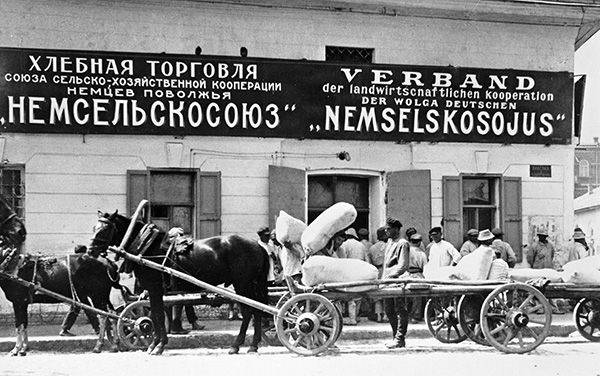 ХЛЕБНАЯ ТОРГОВЛЯ
СОЮЗА СЕЛЬСКО-ХОЗЯЙСТВЕННОЙ КООПЕРАЦИИ
НЕМЦЕВ ПОВОЛЖЬЯ
„НЕМСЕЛЬСКОСОЮЗ“
VERBAND
der landwirtschaftlichen kooperation
DER WOLGA DEUTSCHEN
„NEMSELSKOSOJUS“